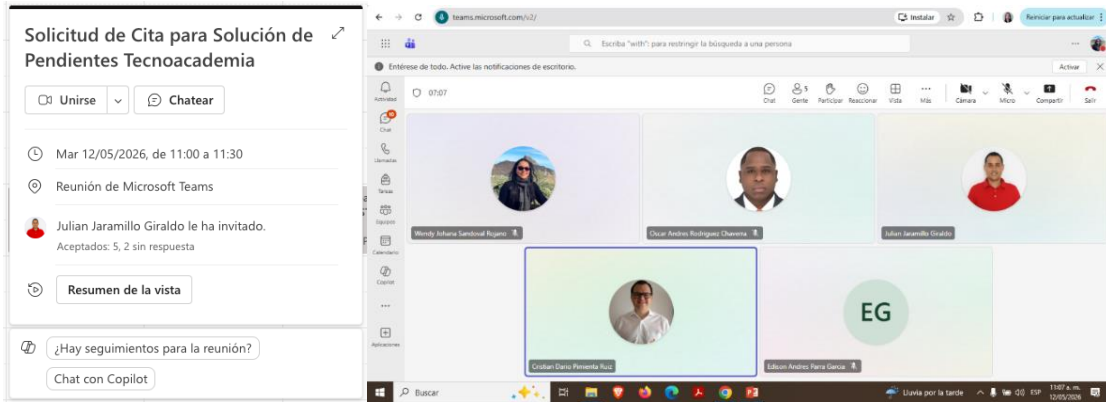 Solicitud de Cita para Solución de
Pendientes Tecnoacademia
Unirse
Chatear
Mar 12/05/2026, de 11:00 a 11:30
Reunión de Microsoft Teams
Julian Jaramillo Giraldo le ha invitado.
Aceptados: 5, 2 sin respuesta
Resumen de la vista
¿Hay seguimientos para la reunión?
Chat con Copilot
teams.microsoft.com/v2/
Instalar
Reiniciar para actualizar
Escriba "with": para restringir la búsqueda a una persona
Entérese de todo. Active las notificaciones de escritorio.
Activar
Actividad
Chat
Llamadas
Tareas
Equipos
Calendario
Copilot
Aplicaciones
07:07
Chat
5
Gente
Participar
Reaccionar
Vista
Más
Cámara
Micro
Compartir
Salir
Wendy Johana Sandoval Rojano
Oscar Andres Rodriguez Chavena
Julian Jaramillo Giraldo
Cristian Dario Pimienta Ruiz
EG
Edison Andres Parra Garcia
Buscar
Lluvia por la tarde
ESP
11:07 a. m.
12/05/2026